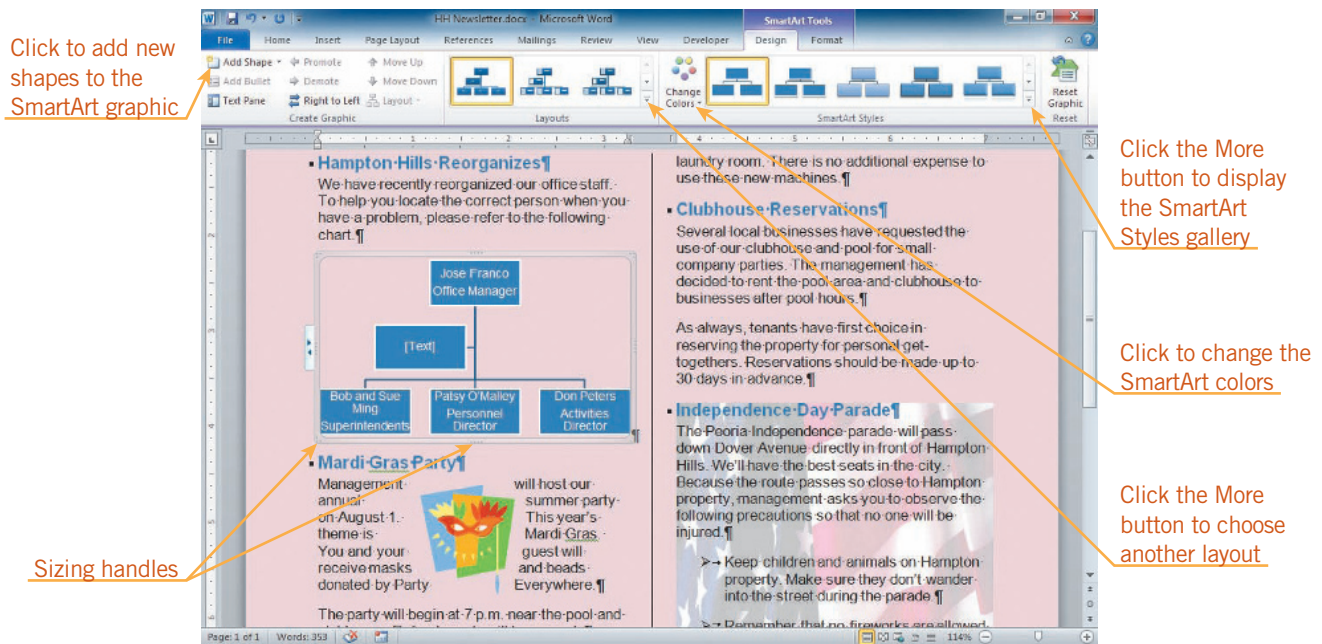 HH Newsletter.docx - Microsoft Word
SmartArt Tools
File Home Insert Page Layout References Mailings Review View Developer Design Format
Add Shape Promote Move Up
Add Bullet Demote Move Down
Text Pane Right to Left Layout
Create Graphic
Layouts
Change
Colors
SmartArt Styles
Reset
Graphic
Reset
Click to add new
shapes to the
SmartArt graphic
Hampton·Hills·Reorganizes¶
We·have·recently·reorganized·our·office·staff.·
To·help·you·locate·the·correct·person·when·you·
have·a·problem,·please·refer·to·the·following·
chart.¶
Jose Franco
Office Manager
[Text]
Bob and Sue
Ming
Superintendents
Patsy O'Malley
Personnel
Director
Don Peters
Activities
Director
¶
Mardi·Gras·Party¶
Management· will·host·our·
annual· summer·party·
on·August·1.· This·year's·
theme·is· Mardi·Gras.·
You·and·your· guest·will·
receive·masks and·beads·
donated·by·Party Everywhere.¶
The·party·will·begin·at·7·p.m.·near·the·pool·and·
laundry·room.·There·is·no·additional·expense·to·
use·these·new·machines.¶
Clubhouse·Reservations¶
Several·local·businesses·have·requested·the·
use·of·our·clubhouse·and·pool·for·small·
company·parties.·The·management·has·
decided·to·rent·the·pool·area·and·clubhouse·to·
businesses·after·pool·hours.¶
As·always,·tenants·have·first·choice·in·
reserving·the·property·for·personal·get-
togethers.·Reservations·should·be·made·up·to·
30·days·in·advance.¶
Independence·Day·Parade¶
The·Peoria·Independence·parade·will·pass·
down·Dover·Avenue·directly·in·front·of·Hampton·
Hills.·We'll·have·the·best·seats·in·the·city.·
Because·the·route·passes·so·close·to·Hampton·
property,·management·asks·you·to·observe·the·
following·precautions·so·that·no·one·will·be·
injured.¶
Keep·children·and·animals·on·Hampton·
property.·Make·sure·they·don't·wander·
into·the·street·during·the·parade.¶
Remember·that·no·fireworks·are·allowed
Page: 1 of 1 Words: 353 114%
Sizing handles
Click the More
button to display
the SmartArt
Styles gallery
Click to change the
SmartArt colors
Click the More
button to choose
another layout